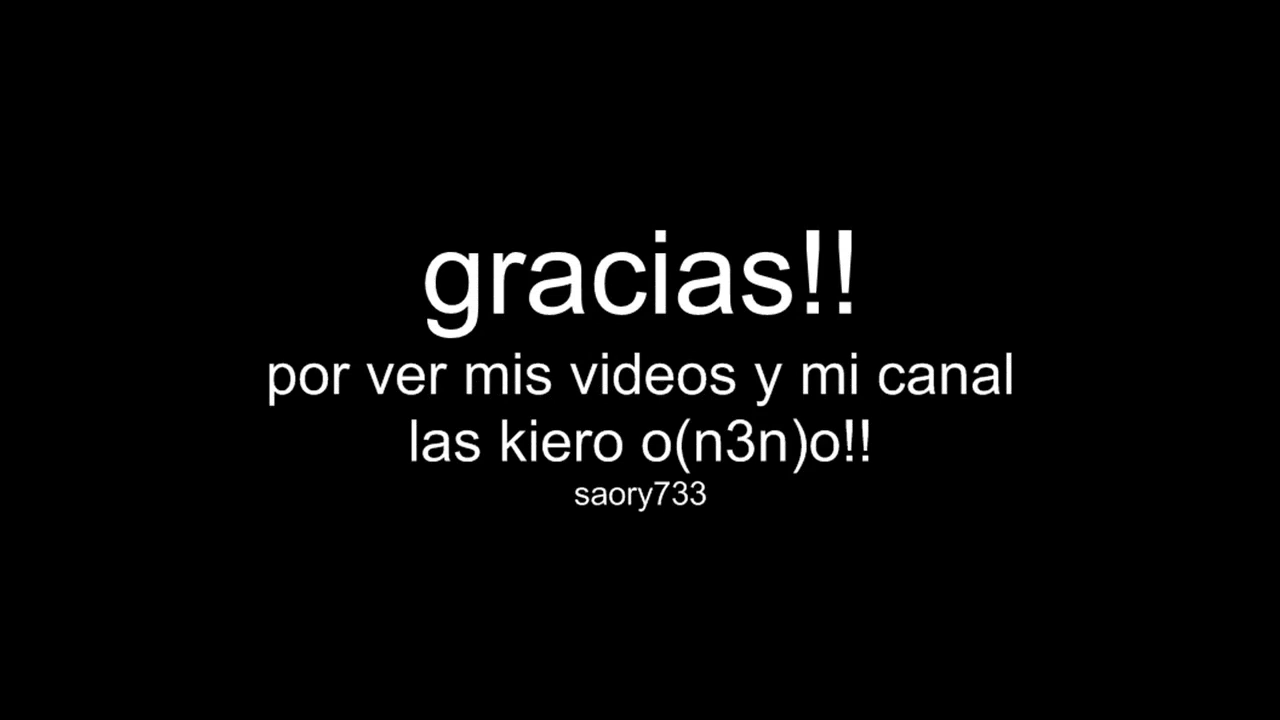 gracias!!
por ver mis videos y mi canal
las kiero o(n3n)o!!
saory733